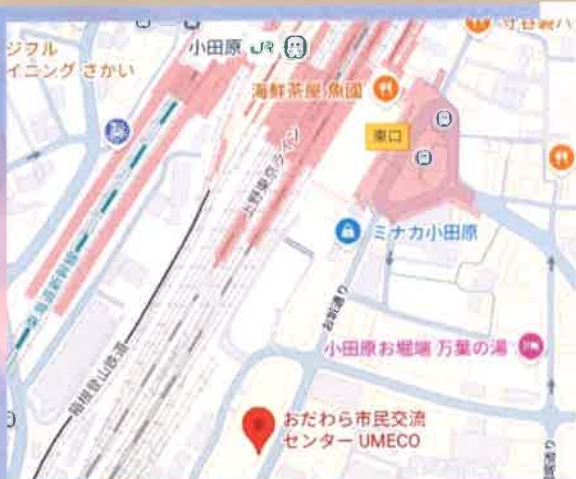 小田原 JR
ジフル
イニング さかい
海鮮茶屋 魚國
東口
上野東京ライン
ミナカ小田原
お城通り
小田原お堀端 万葉の湯
箱根登山鉄道
おだわら市民交流
センター UMECO